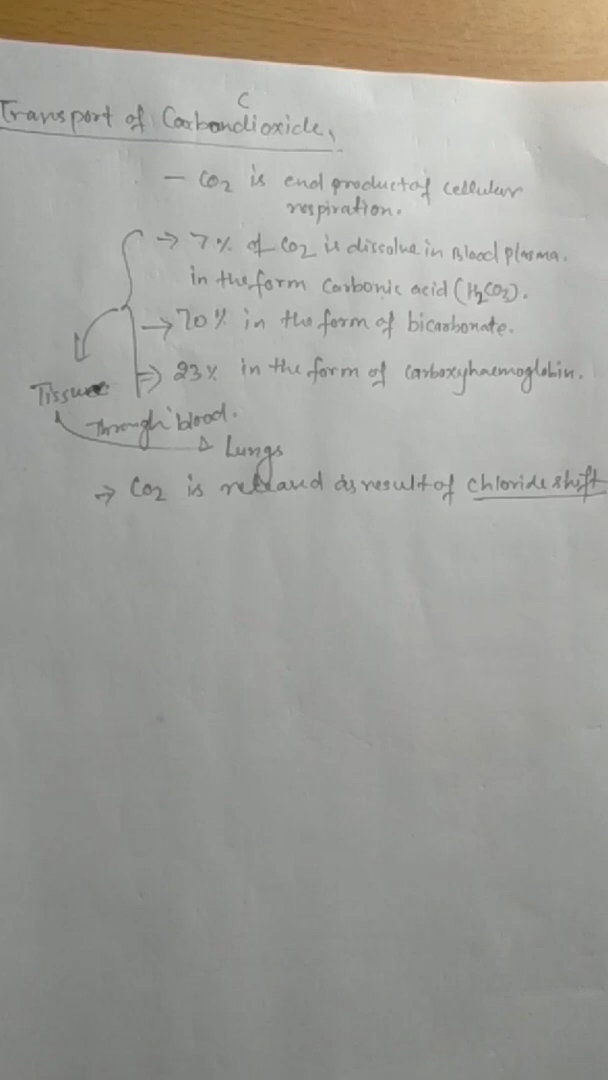 C
Transport of Carbondioxide,
- CO2 is end product of cellular
respiration.
→ 7% of CO2 is dissolve in Blood plasma.
in the form Carbonic acid (H2CO3).
→ 70% in the form of bicarbonate.
⇒ 23% in the form of carboxyhaemoglobin.
Tissue
Through blood.
Lungs
→ CO2 is as result of chloride shift